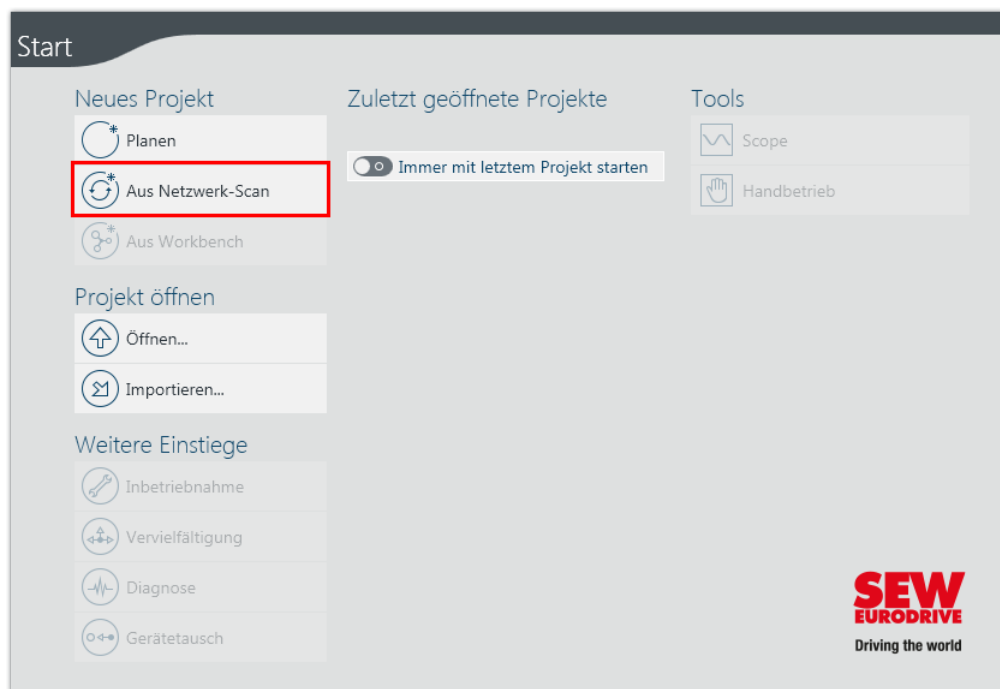 Start
Neues Projekt
Planen
Aus Netzwerk-Scan
Aus Workbench
Projekt öffnen
Öffnen...
Importieren...
Weitere Einstiege
Inbetriebnahme
Vervielfältigung
Diagnose
Gerätetausch
Zuletzt geöffnete Projekte
Immer mit letztem Projekt starten
Tools
Scope
Handbetrieb
SEW
EURODRIVE
Driving the world